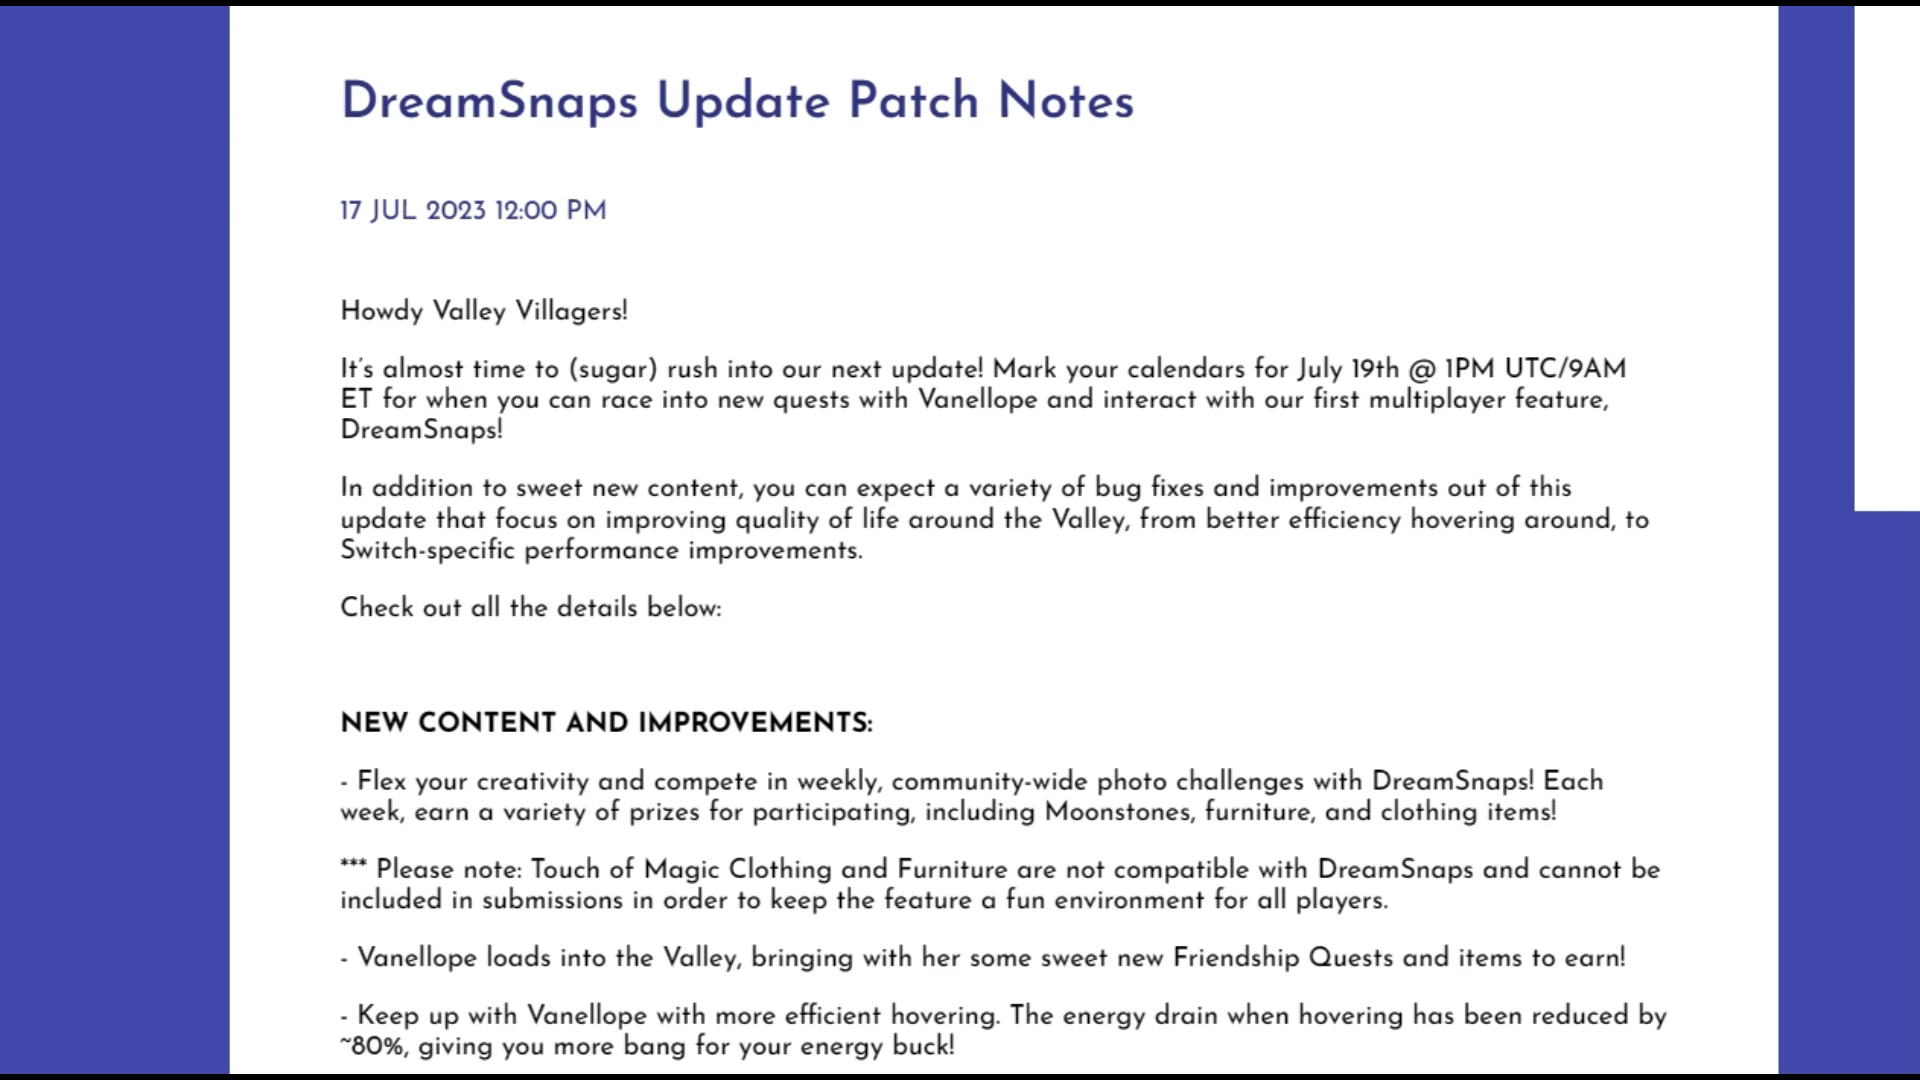 DreamSnaps Update Patch Notes
17 JUL 2023 12:00 PM
Howdy Valley Villagers!
It's almost time to (sugar) rush into our next update! Mark your calendars for July 19th @ 1PM UTC/9AM
ET for when you can race into new quests with Vanellope and interact with our first multiplayer feature,
DreamSnaps!
In addition to sweet new content, you can expect a variety of bug fixes and improvements out of this
update that focus on improving quality of life around the Valley, from better efficiency hovering around, to
Switch-specific performance improvements.
Check out all the details below:
NEW CONTENT AND IMPROVEMENTS:
- Flex your creativity and compete in weekly, community-wide photo challenges with DreamSnaps! Each
week, earn a variety of prizes for participating, including Moonstones, furniture, and clothing items!
*** Please note: Touch of Magic Clothing and Furniture are not compatible with DreamSnaps and cannot be
included in submissions in order to keep the feature a fun environment for all players.
- Vanellope loads into the Valley, bringing with her some sweet new Friendship Quests and items to earn!
- Keep up with Vanellope with more efficient hovering. The energy drain when hovering has been reduced by
~80%, giving you more bang for your energy buck!